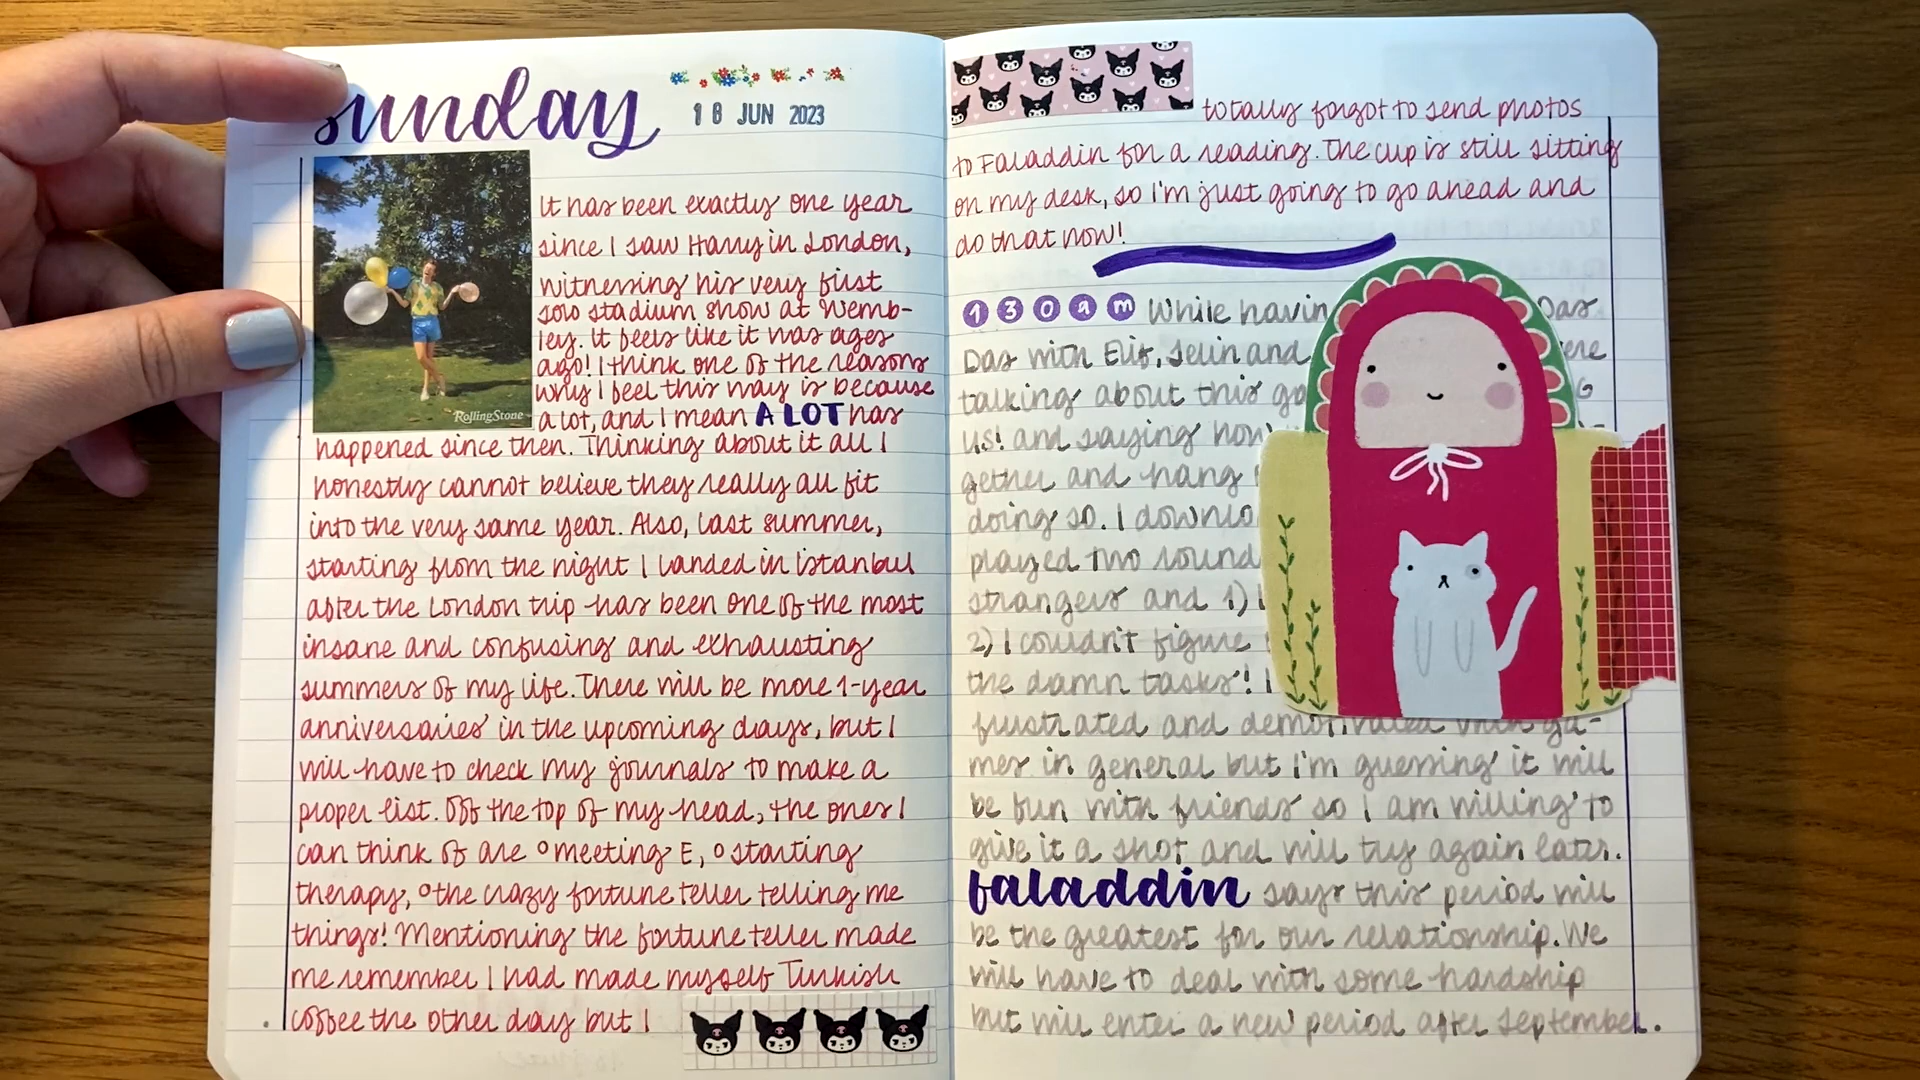 sunday
18 JUN 2023
It has been exactly one year
since I saw Harry in London,
witnessing his very first
solo stadium show at Wemb-
ley. It feels like it was ages
ago! I think one of the reasons
why I feel this way is because
a lot, and I mean A LOT has
RollingStone
happened since then. Thinking about it all I
honestly cannot believe they really all fit
into the very same year. Also, last summer,
starting from the night I landed in istanbul
after the London trip has been one of the most
insane and confusing and exhausting
summers of my life. There will be more 1-year
anniversaries in the upcoming days, but I
will have to check my journals to make a
proper list. Off the top of my head, the ones I
can think of are ° meeting E, ° starting
therapy, ° the crazy fortune teller telling me
things! Mentioning the fortune teller made
me remember I had made myself Turkish
coffee the other day but I
totally forgot to send photos
to Faladdin for a reading. The cup is still sitting
on my desk, so I'm just going to go ahead and
do that now!
130am While havin Das
Das with Elif, Selin and ere
talking about this ga G
us! and saying how
gether and hang
doing so. I downlo
played two round
strangers and 1)
2) I couldn't figure
the damn tasks! I
frustrated and demotivated with ga-
mes in general but I'm guessing it will
be fun with friends so I am willing to
give it a shot and will try again later.
faladdin says this period will
be the greatest for our relationship. We
will have to deal with some hardship
but will enter a new period after september.